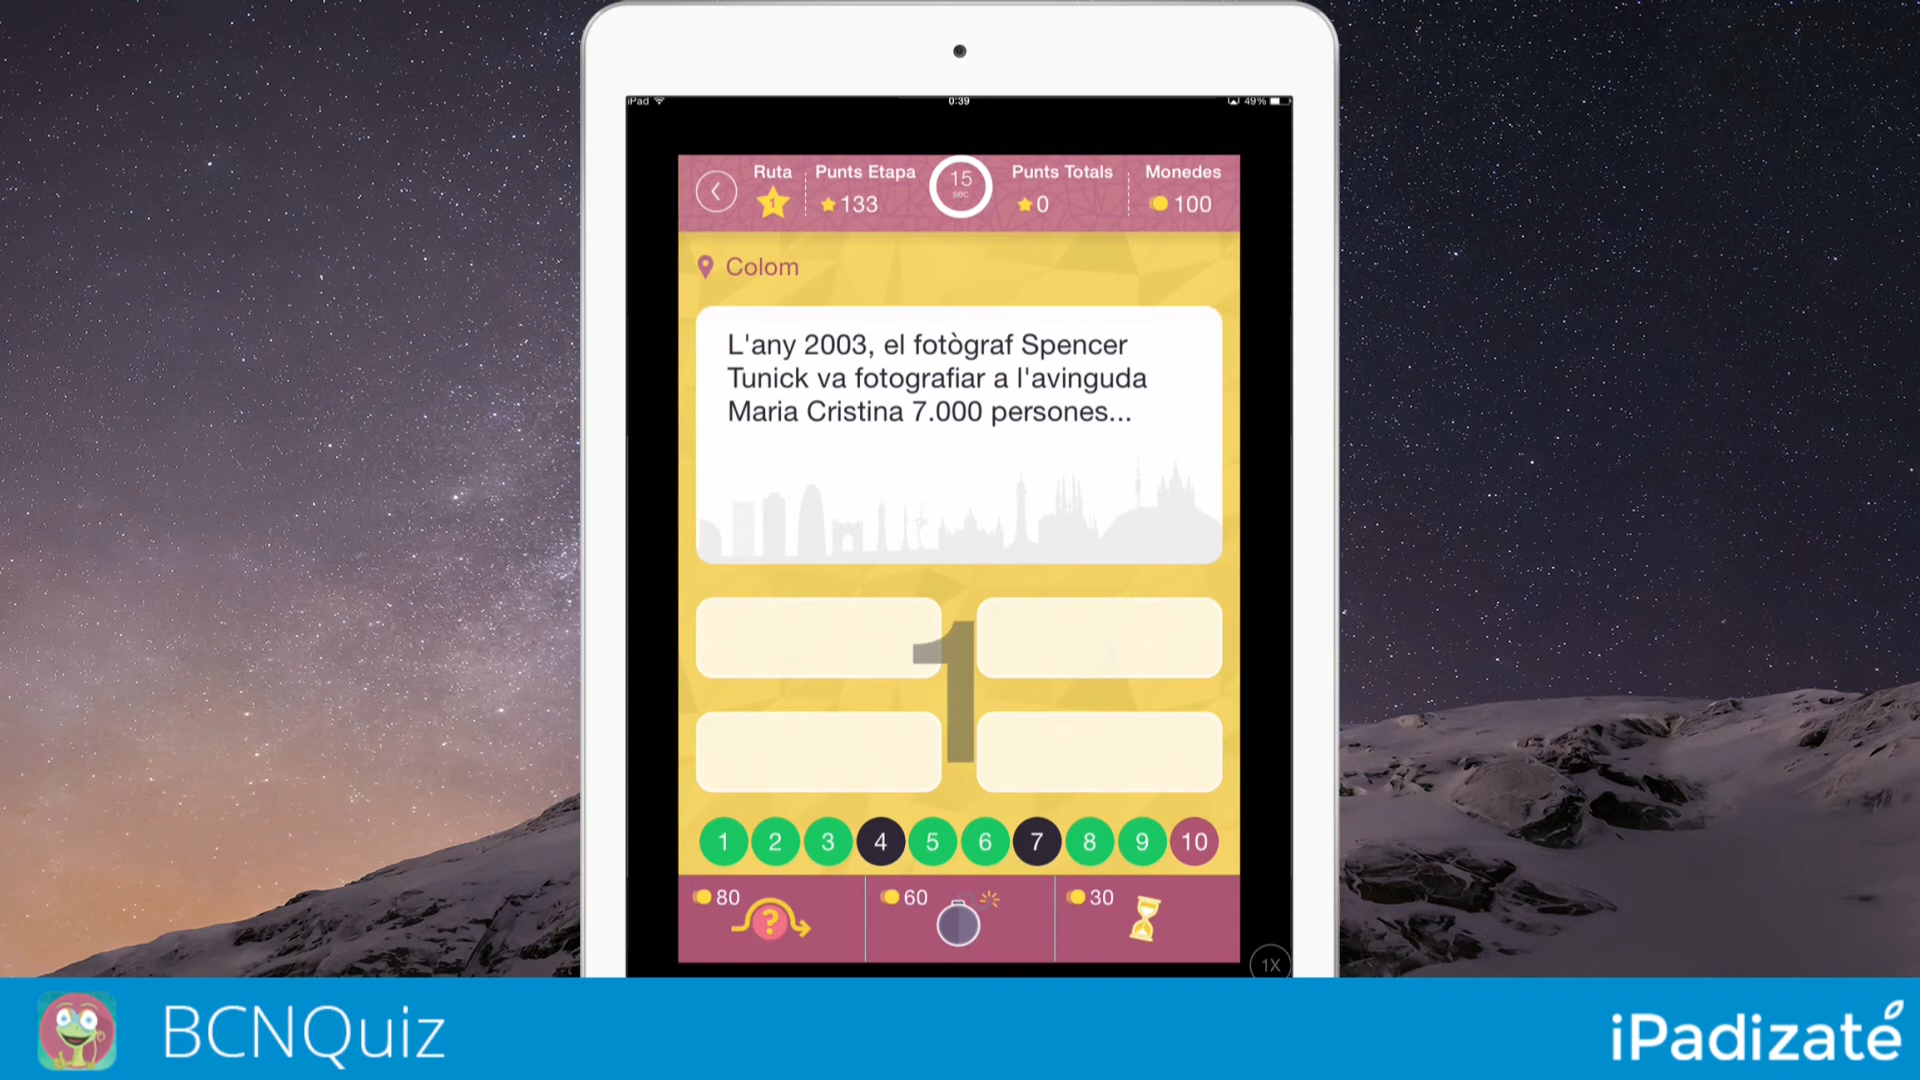 iPad 0:39 49%
Ruta Punts Etapa 15 sec Punts Totals Monedes
1 133 0 100
Colom
L'any 2003, el fotògraf Spencer
Tunick va fotografiar a l'avinguda
Maria Cristina 7.000 persones...
1
1 2 3 4 5 6 7 8 9 10
80 ? 60 30
1X
BCNQuiz
iPadizate